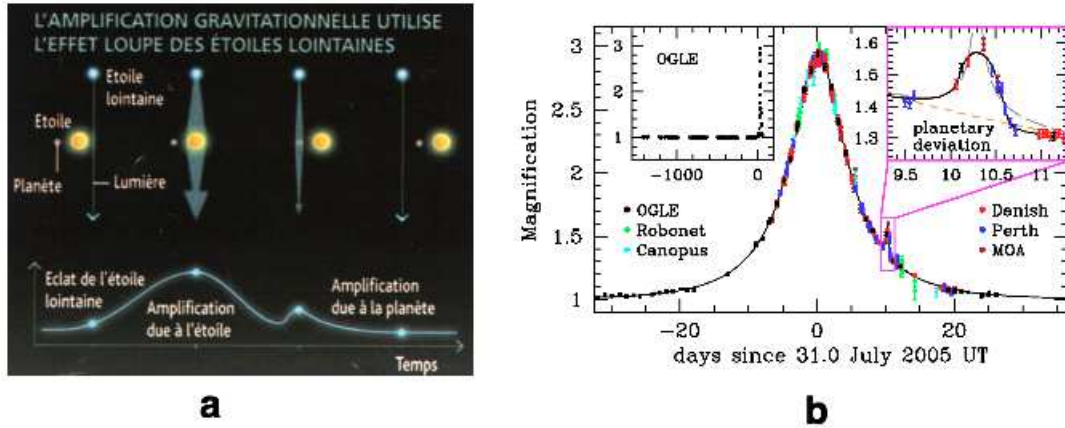 L'AMPLIFICATION GRAVITATIONNELLE UTILISE
L'EFFET LOUPE DES ÉTOILES LOINTAINES
Etoile
lointaine
Etoile
Planète
Lumière
Eclat de l'étoile
lointaine
Amplification
due à l'étoile
Amplification
due à la planète
Temps
a
Magnification
3
2.5
2
1.5
1
OGLE
3
2
1
-1000
0
1.6
1.5
1.4
1.3
planetary
deviation
9.5
10
10.5
11
OGLE
Robonet
Canopus
Danish
Perth
MOA
-20
0
20
days since 31.0 July 2005 UT
b